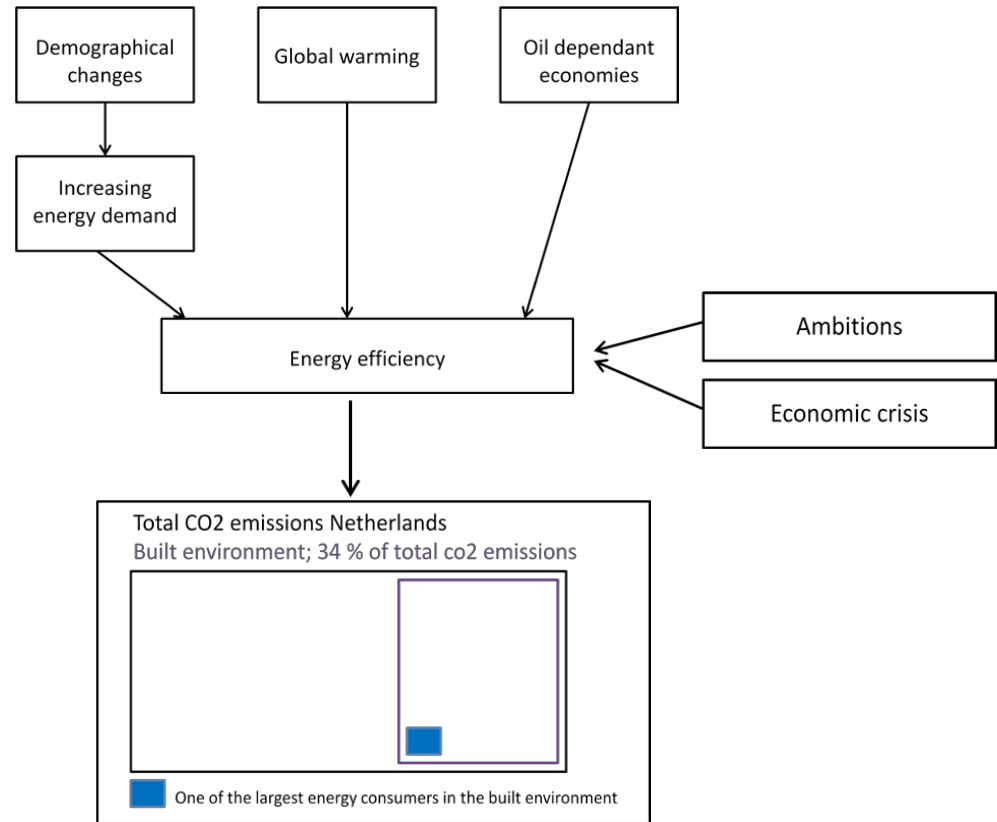 Demographical
changes
Global warming
Oil dependant
economies
Increasing
energy demand
Energy efficiency
Ambitions
Economic crisis
Total CO2 emissions Netherlands
Built environment; 34 % of total co2 emissions
One of the largest energy consumers in the built environment